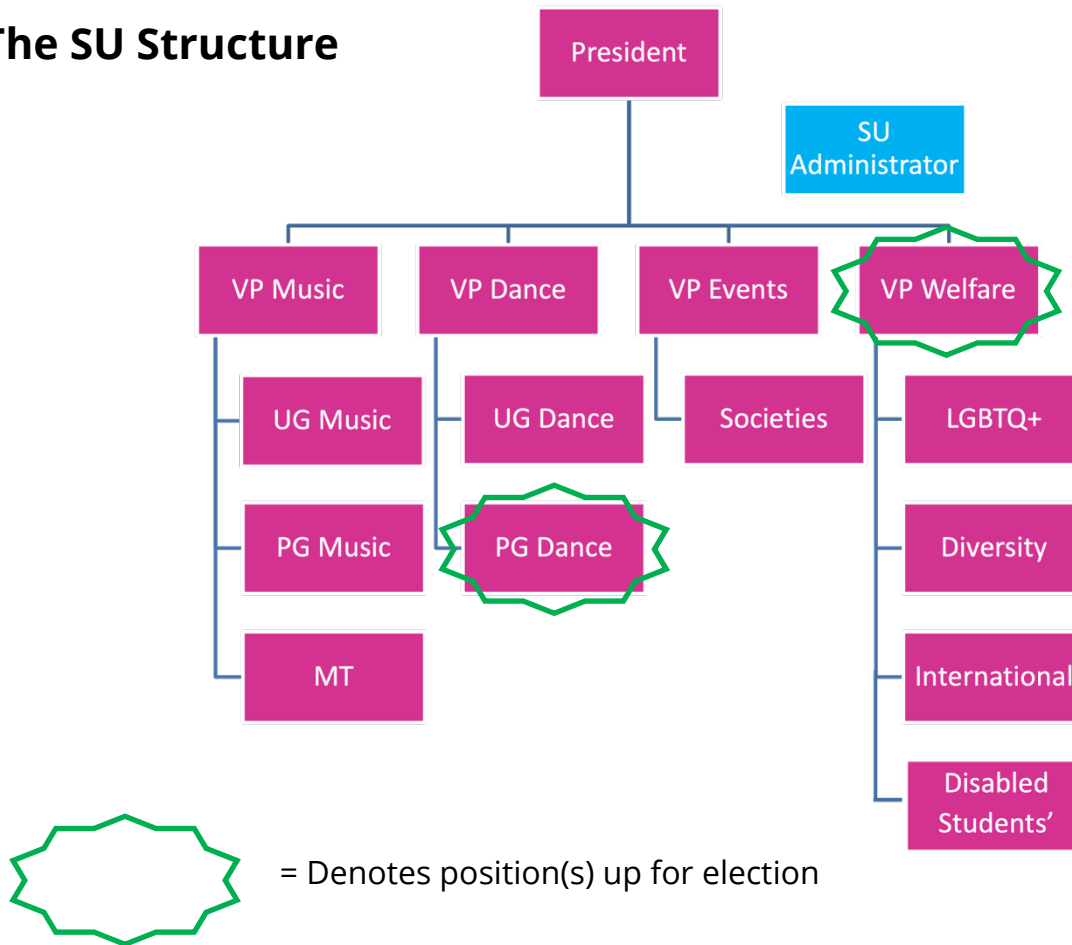 The SU Structure
President
SU
Administrator
VP Music
VP Dance
VP Events
VP Welfare
UG Music
UG Dance
Societies
LGBTQ+
PG Music
PG Dance
Diversity
MT
International
Disabled
Students’
= Denotes position(s) up for election